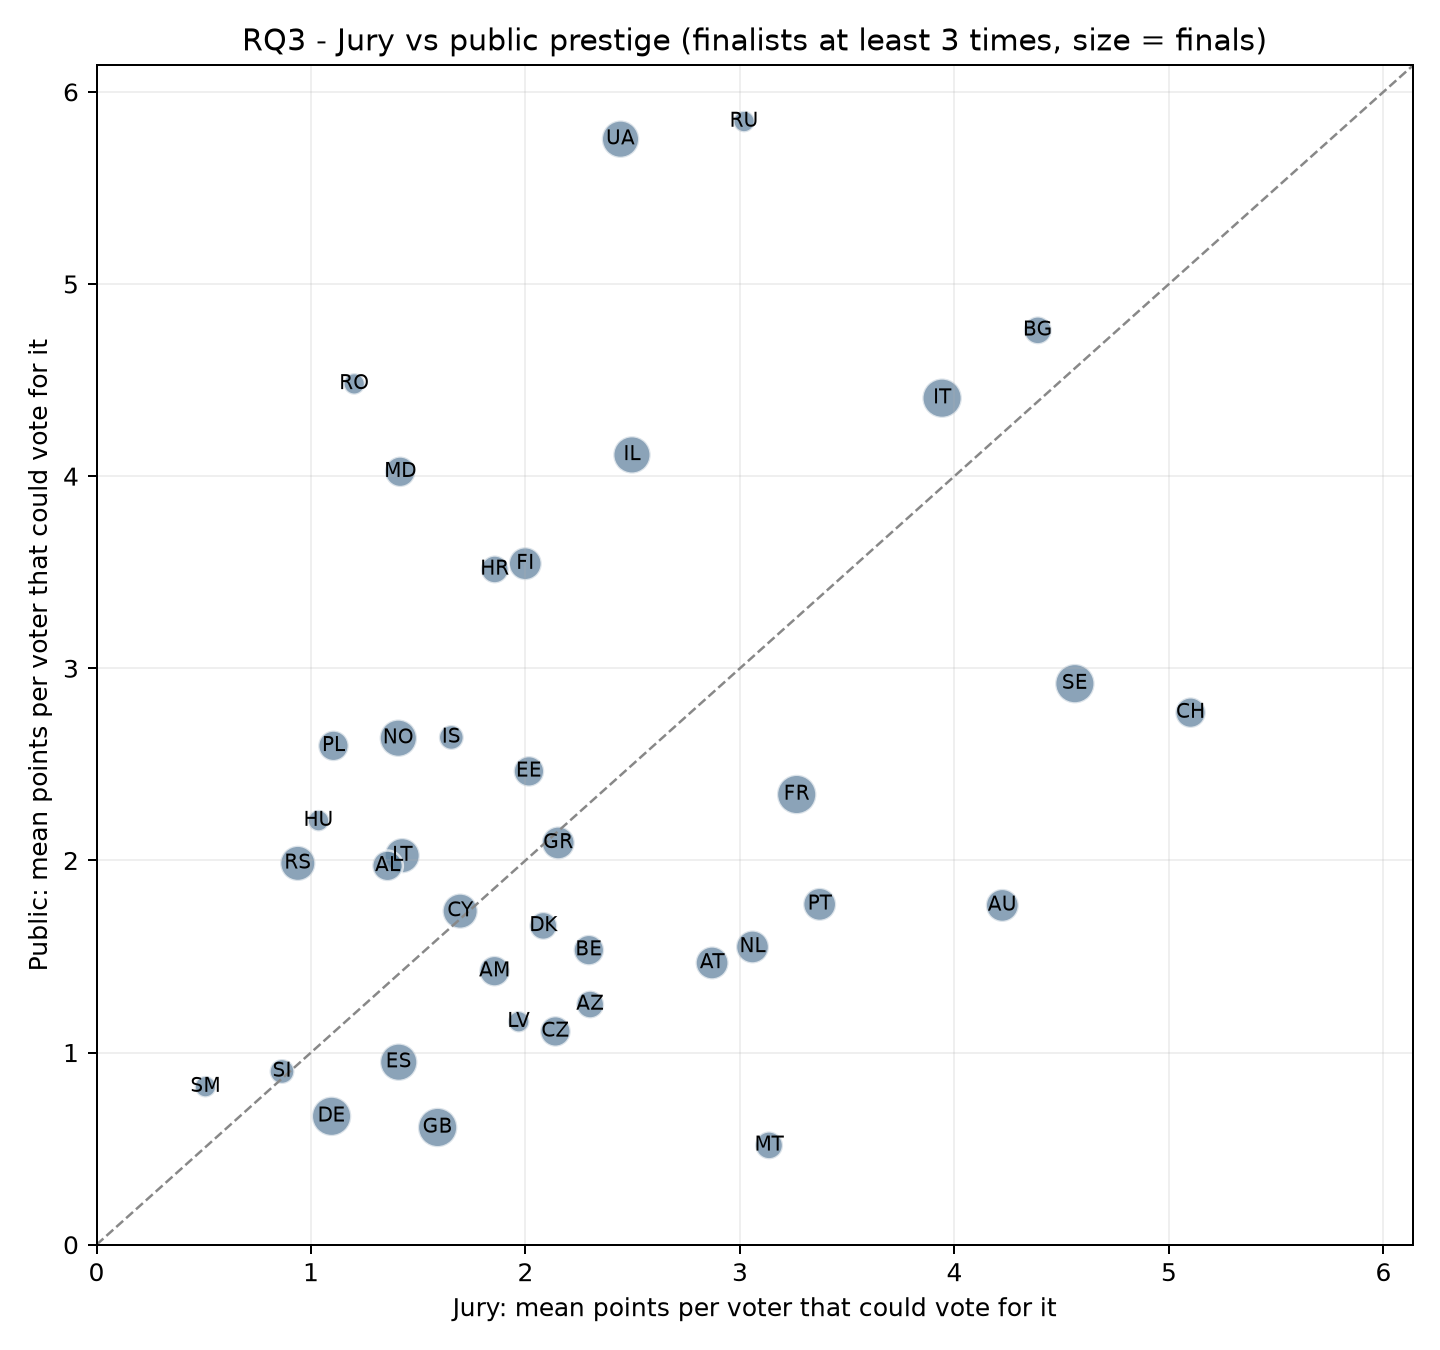 RQ3 - Jury vs public prestige (finalists at least 3 times, size = finals)
Public: mean points per voter that could vote for it
6
5
4
3
2
1
0
UA
RU
BG
RO
IT
IL
MD
HR
FI
SE
CH
PL
NO
IS
EE
FR
HU
GR
RS
AL
LT
CY
DK
PT
AU
BE
NL
AT
AM
AZ
LV
CZ
SM
SI
ES
DE
GB
MT
0
1
2
3
4
5
6
Jury: mean points per voter that could vote for it